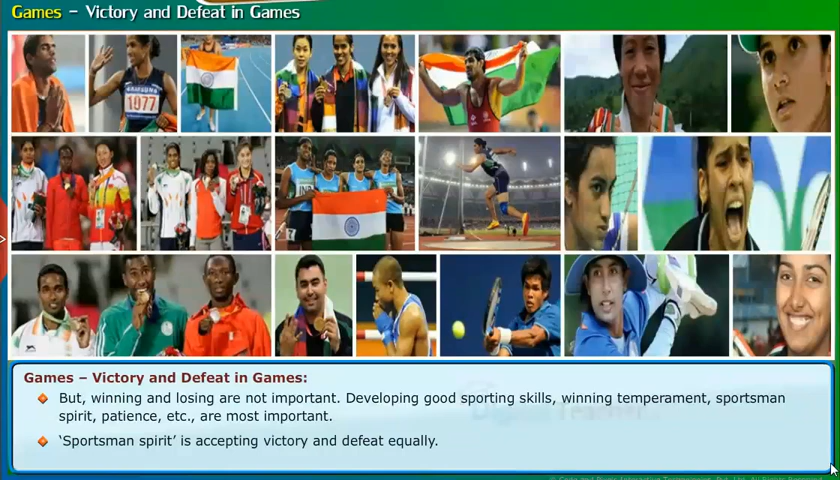 Games – Victory and Defeat in Games
SAMSUNG
1077
Games – Victory and Defeat in Games:
But, winning and losing are not important. Developing good sporting skills, winning temperament, sportsman
spirit, patience, etc., are most important.
‘Sportsman spirit’ is accepting victory and defeat equally.